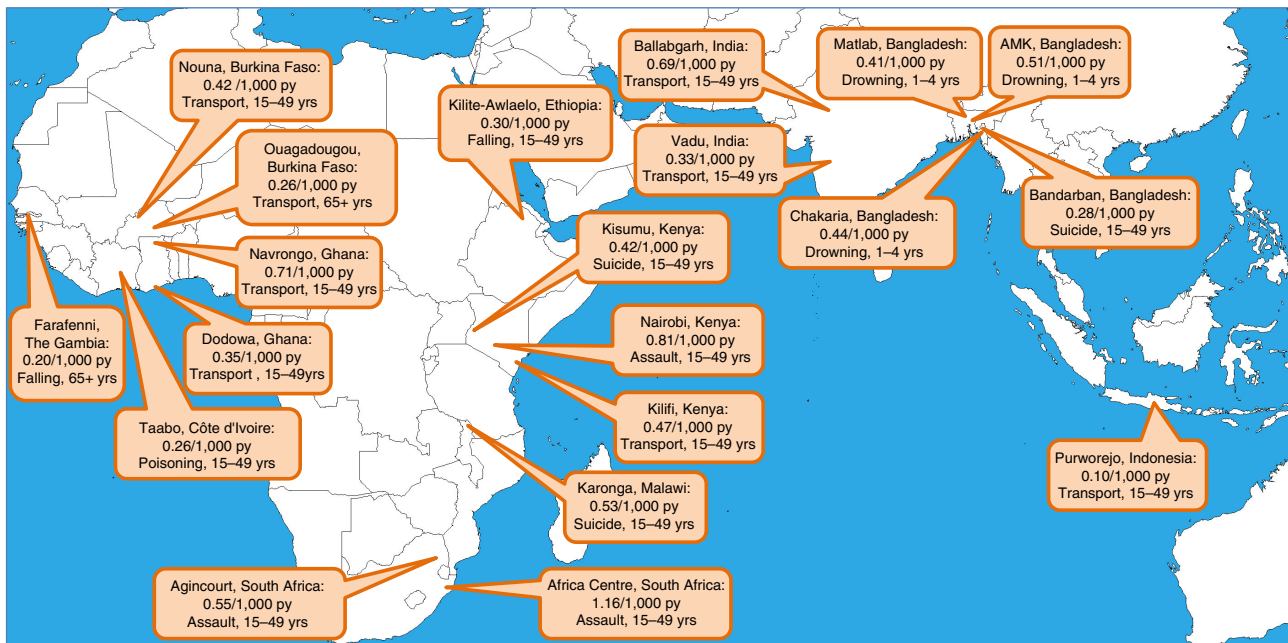 Nouna, Burkina Faso:
0.42 /1,000 py
Transport, 15–49 yrs
Ouagadougou,
Burkina Faso:
0.26/1,000 py
Transport, 65+ yrs
Navrongo, Ghana:
0.71/1,000 py
Transport, 15–49 yrs
Farafenni,
The Gambia:
0.20/1,000 py
Falling, 65+ yrs
Dodowa, Ghana:
0.35/1,000 py
Transport , 15–49yrs
Taabo, Côte d'Ivoire:
0.26/1,000 py
Poisoning, 15–49 yrs
Kilite-Awlaelo, Ethiopia:
0.30/1,000 py
Falling, 15–49 yrs
Kisumu, Kenya:
0.42/1,000 py
Suicide, 15–49 yrs
Nairobi, Kenya:
0.81/1,000 py
Assault, 15–49 yrs
Kilifi, Kenya:
0.47/1,000 py
Transport, 15–49 yrs
Karonga, Malawi:
0.53/1,000 py
Suicide, 15–49 yrs
Agincourt, South Africa:
0.55/1,000 py
Assault, 15–49 yrs
Africa Centre, South Africa:
1.16/1,000 py
Assault, 15–49 yrs
Ballabgarh, India:
0.69/1,000 py
Transport, 15–49 yrs
Matlab, Bangladesh:
0.41/1,000 py
Drowning, 1–4 yrs
AMK, Bangladesh:
0.51/1,000 py
Drowning, 1–4 yrs
Vadu, India:
0.33/1,000 py
Transport, 15–49 yrs
Chakaria, Bangladesh:
0.44/1,000 py
Drowning, 1–4 yrs
Bandarban, Bangladesh:
0.28/1,000 py
Suicide, 15–49 yrs
Purworejo, Indonesia:
0.10/1,000 py
Transport, 15–49 yrs